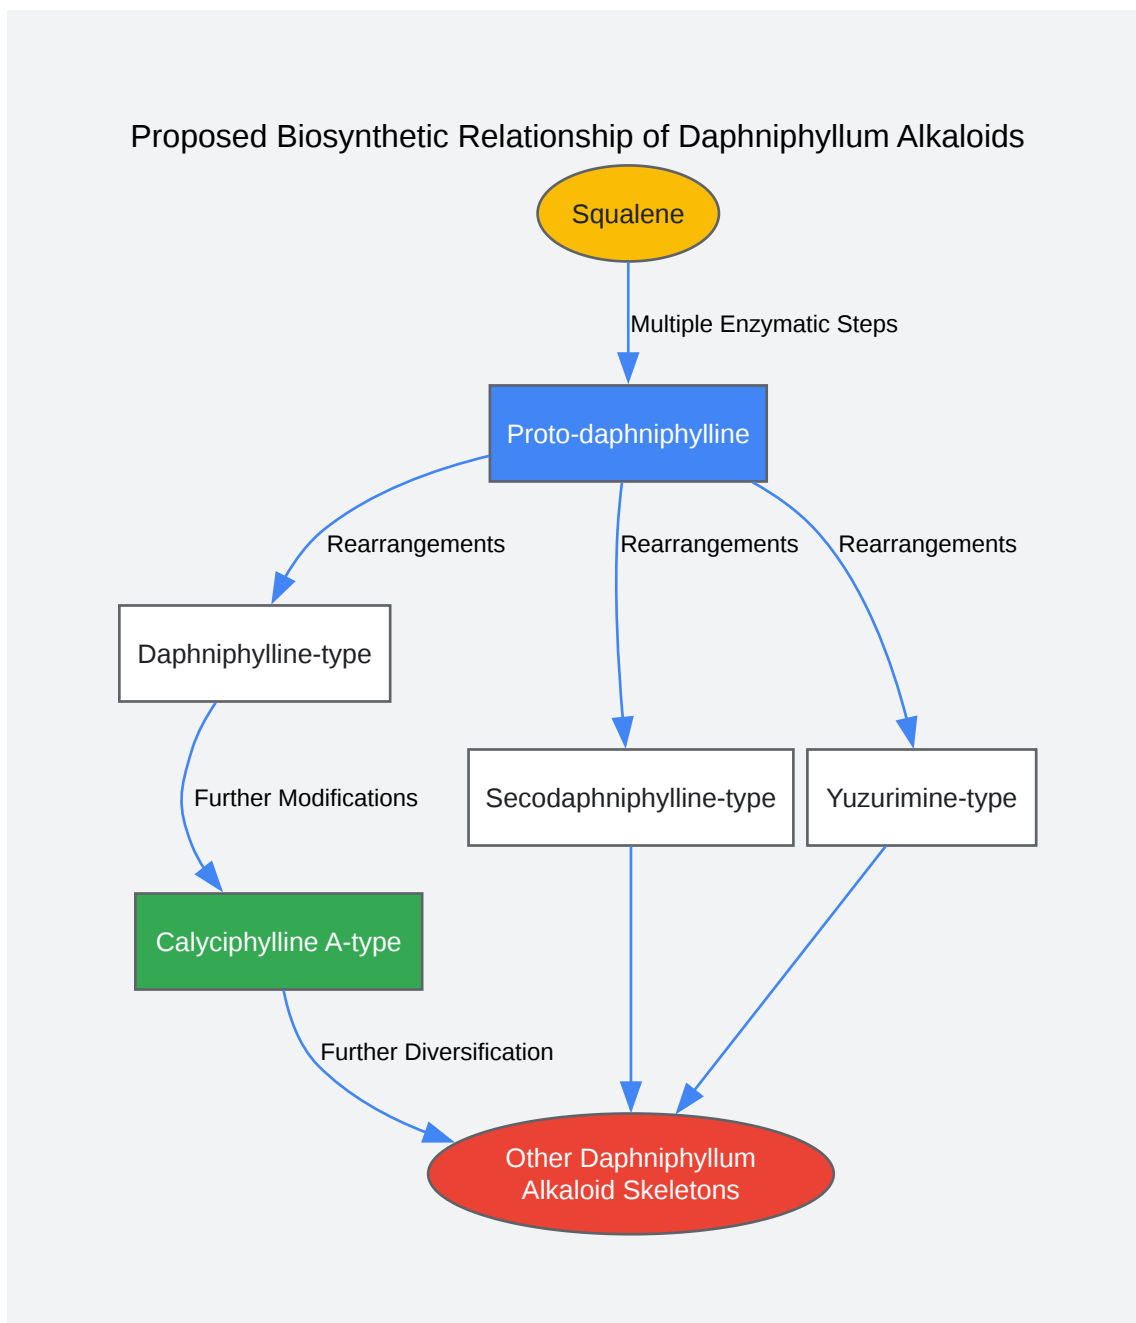 Proposed Biosynthetic Relationship of Daphniphyllum Alkaloids
Squalene
Multiple Enzymatic Steps
Proto-daphniphylline
Rearrangements
Rearrangements
Rearrangements
Daphniphylline-type
Further Modifications
Secodaphniphylline-type
Yuzurimine-type
Calyciphylline A-type
Further Diversification
Other Daphniphyllum
Alkaloid Skeletons